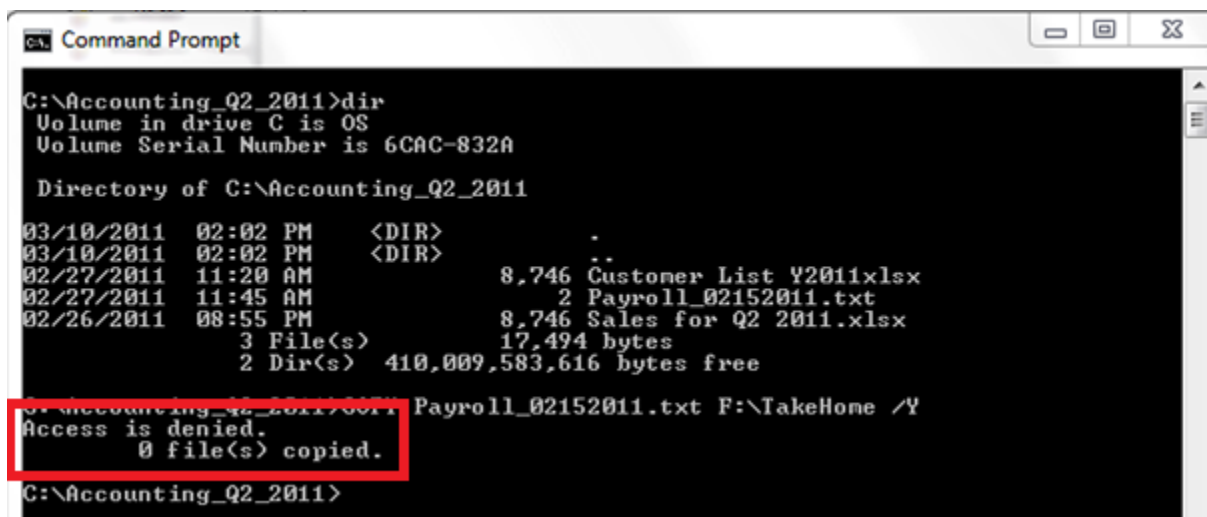 Command Prompt
C:\Accounting_Q2_2011>dir
 Volume in drive C is OS
 Volume Serial Number is 6CAC-832A
 Directory of C:\Accounting_Q2_2011
03/10/2011  02:02 PM    <DIR>          .
03/10/2011  02:02 PM    <DIR>          ..
02/27/2011  11:20 AM             8,746 Customer List Y2011xlsx
02/27/2011  11:45 AM                 2 Payroll_02152011.txt
02/26/2011  08:55 PM             8,746 Sales for Q2 2011.xlsx
               3 File(s)         17,494 bytes
               2 Dir(s)  410,009,583,616 bytes free
C:\Accounting_Q2_2011>COPY Payroll_02152011.txt F:\TakeHome /Y
Access is denied.
        0 file(s) copied.
C:\Accounting_Q2_2011>